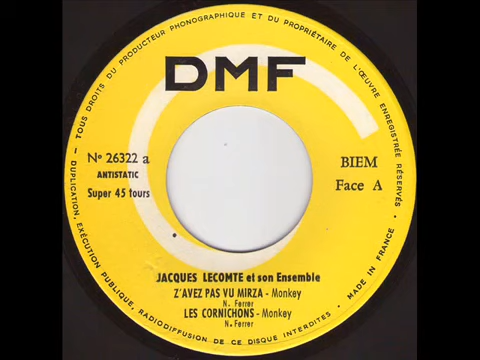 TOUS DROITS DU PRODUCTEUR PHONOGRAPHIQUE ET DU PROPRIÉTAIRE DE L'ŒUVRE ENREGISTRÉE RÉSERVÉS -
DUPLICATION, EXÉCUTION PUBLIQUE, RADIODIFFUSION DE CE DISQUE INTERDITES • MADE IN FRANCE •
DMF
No 26322 a
ANTISTATIC
Super 45 tours
BIEM
Face A
JACQUES LECOMTE et son Ensemble
Z'AVEZ PAS VU MIRZA - Monkey
N. Ferrer
LES CORNICHONS - Monkey
N. Ferrer